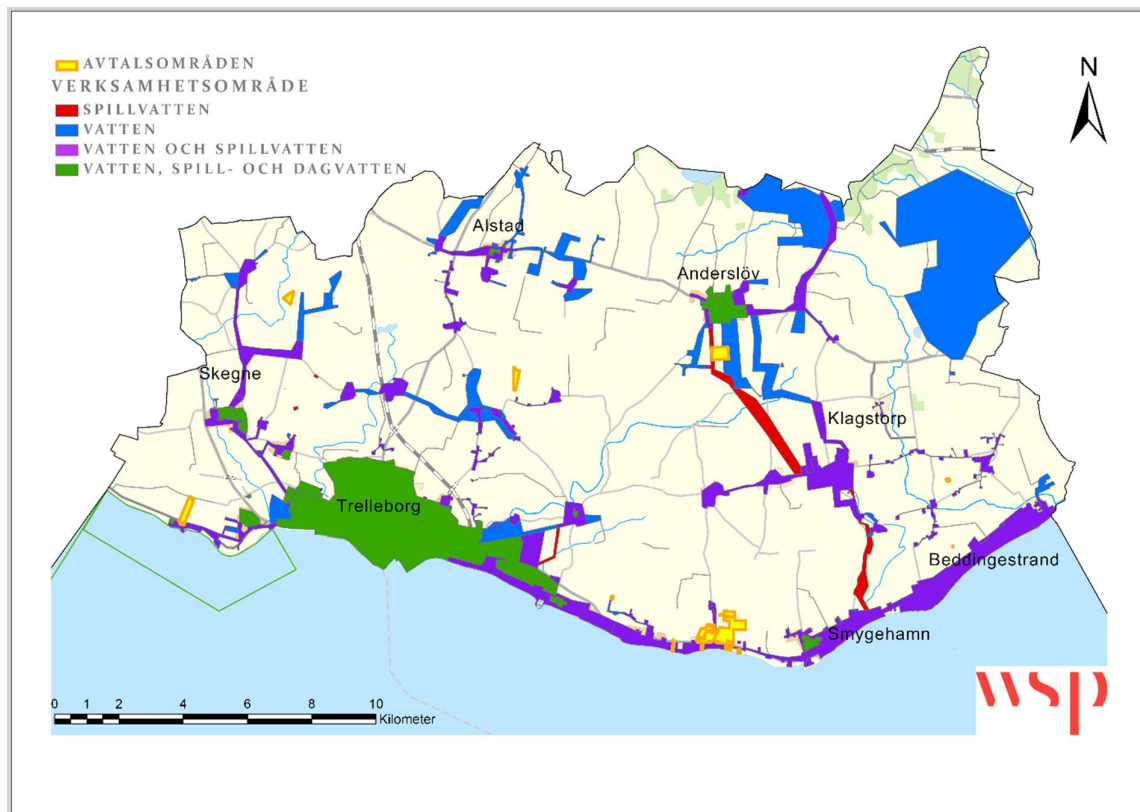 AVTALSOMRÅDEN
VERKSAMHETSOMRÅDE
SPILLVATTEN
VATTEN
VATTEN OCH SPILLVATTEN
VATTEN, SPILL- OCH DAGVATTEN
N
Alstad
Anderslöv
Skegne
Klagstorp
Trelleborg
Beddingestrand
Smygehamn
wsp
0 1 2 4 6 8 10
Kilometer